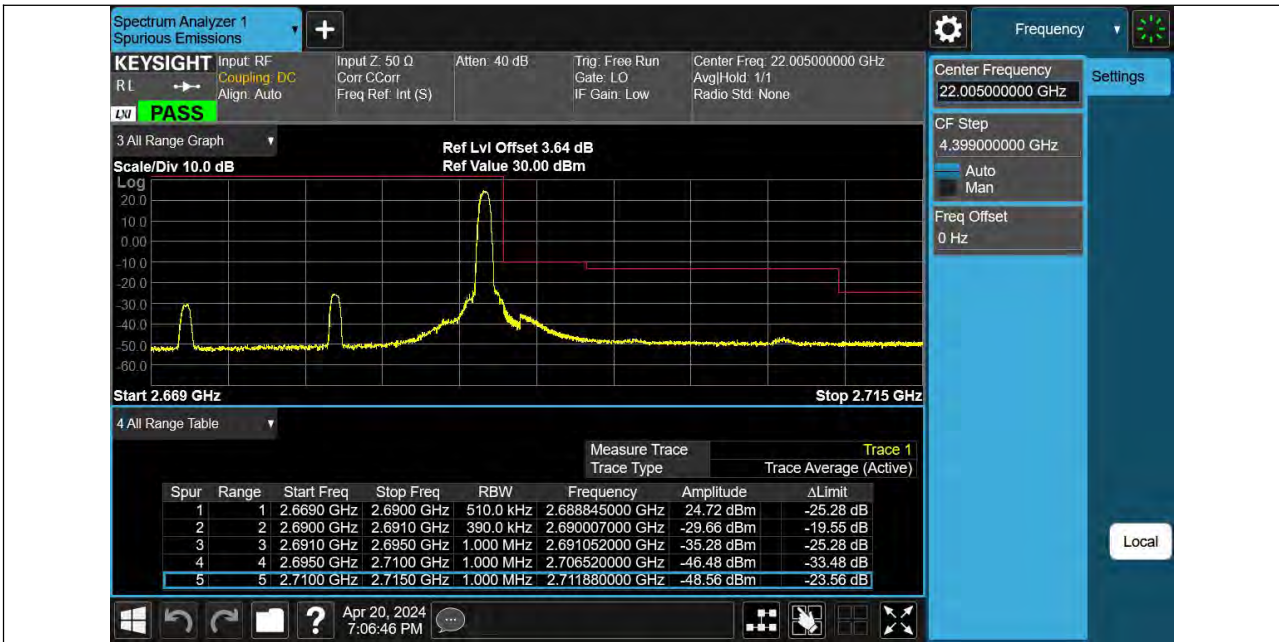 Spectrum Analyzer 1
Spurious Emissions
+
Frequency
KEYSIGHT Input: RF Input Z: 50 Ω Atten: 40 dB Trig: Free Run Center Freq: 22.005000000 GHz
RL Coupling: DC Corr CCorr Gate: LO Avg|Hold: 1/1
Align: Auto Freq Ref: Int (S) IF Gain: Low Radio Std: None
LXI PASS
Center Frequency
22.005000000 GHz
Settings
CF Step
4.399000000 GHz
Auto
Man
Freq Offset
0 Hz
3 All Range Graph
Ref Lvl Offset 3.64 dB
Scale/Div 10.0 dB Ref Value 30.00 dBm
Log
20.0
10.0
0.00
-10.0
-20.0
-30.0
-40.0
-50.0
-60.0
Start 2.669 GHz Stop 2.715 GHz
4 All Range Table
Measure Trace Trace 1
Trace Type Trace Average (Active)
Spur Range Start Freq Stop Freq RBW Frequency Amplitude ΔLimit
1 1 2.6690 GHz 2.6900 GHz 510.0 kHz 2.688845000 GHz 24.72 dBm -25.28 dB
2 2 2.6900 GHz 2.6910 GHz 390.0 kHz 2.690007000 GHz -29.66 dBm -19.55 dB
3 3 2.6910 GHz 2.6950 GHz 1.000 MHz 2.691052000 GHz -35.28 dBm -25.28 dB
4 4 2.6950 GHz 2.7100 GHz 1.000 MHz 2.706520000 GHz -46.48 dBm -33.48 dB
5 5 2.7100 GHz 2.7150 GHz 1.000 MHz 2.711880000 GHz -48.56 dBm -23.56 dB
Local
? Apr 20, 2024
7:06:46 PM